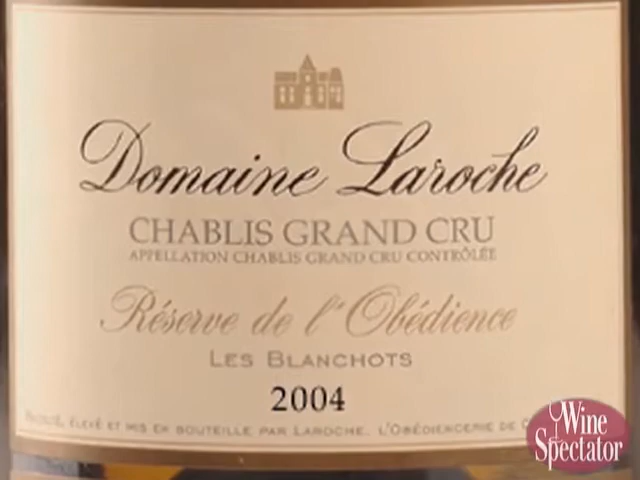 Domaine Laroche
CHABLIS GRAND CRU
APPELLATION CHABLIS GRAND CRU CONTRÔLÉE
Réserve de l'Obédience
LES BLANCHOTS
2004
ÉLEVÉ ET MIS EN BOUTEILLE PAR LAROCHE, L'OBÉDIENCERIE DE
Wine
Spectator